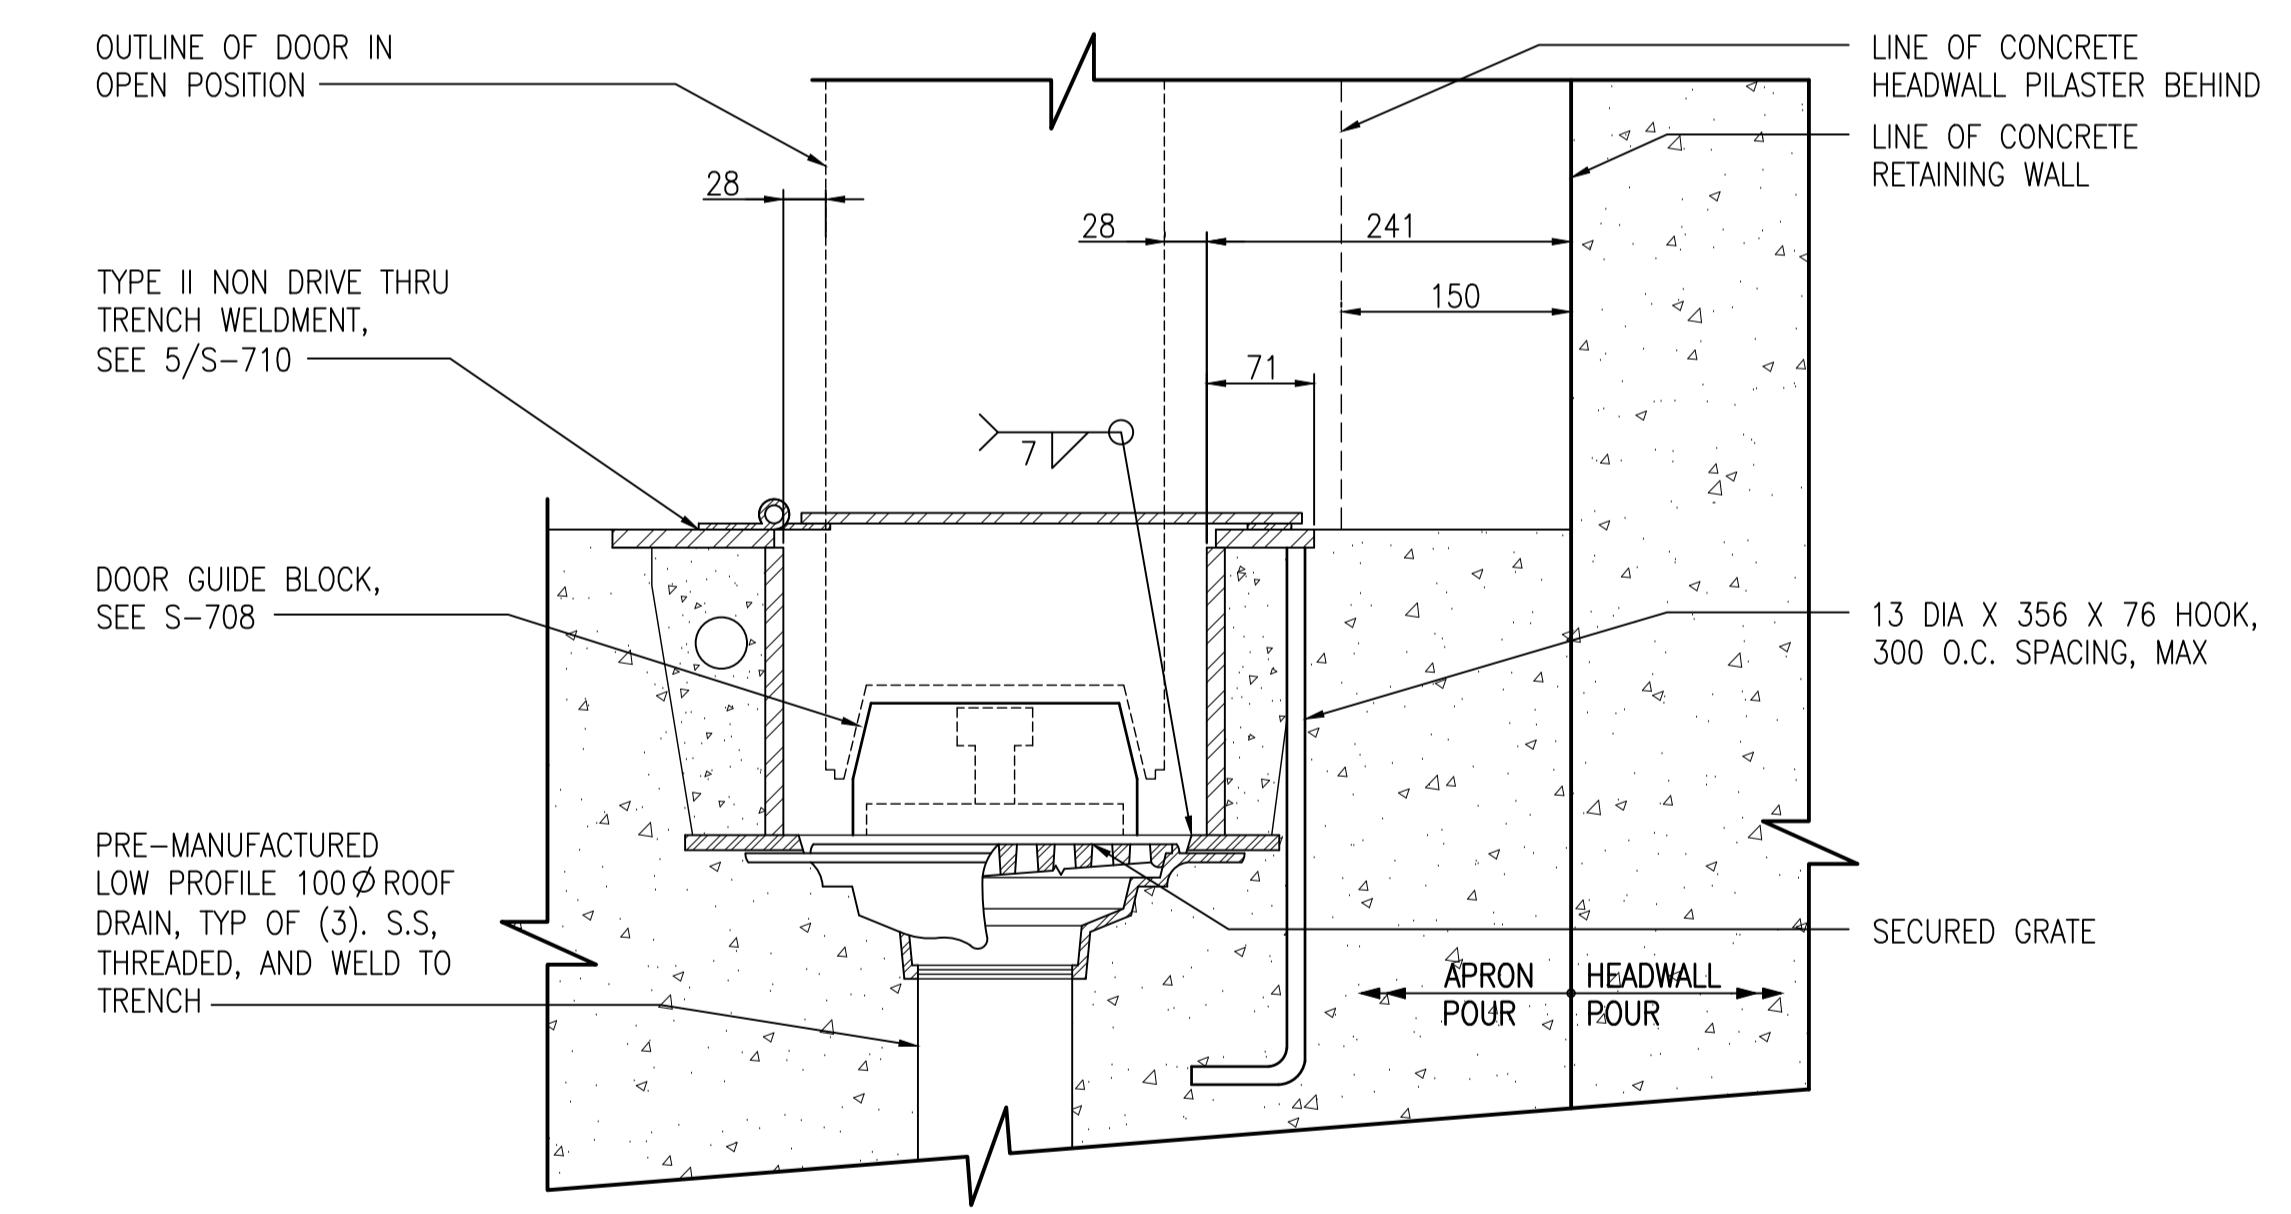 OUTLINE OF DOOR IN
OPEN POSITION
LINE OF CONCRETE
HEADWALL PILASTER BEHIND
LINE OF CONCRETE
RETAINING WALL
28
28
241
150
71
7
TYPE II NON DRIVE THRU
TRENCH WELDMENT,
SEE 5/S-710
DOOR GUIDE BLOCK,
SEE S-708
13 DIA X 356 X 76 HOOK,
300 O.C. SPACING, MAX
PRE-MANUFACTURED
LOW PROFILE 100Ø ROOF
DRAIN, TYP OF (3). S.S,
THREADED, AND WELD TO
TRENCH
SECURED GRATE
APRON
POUR
HEADWALL
POUR